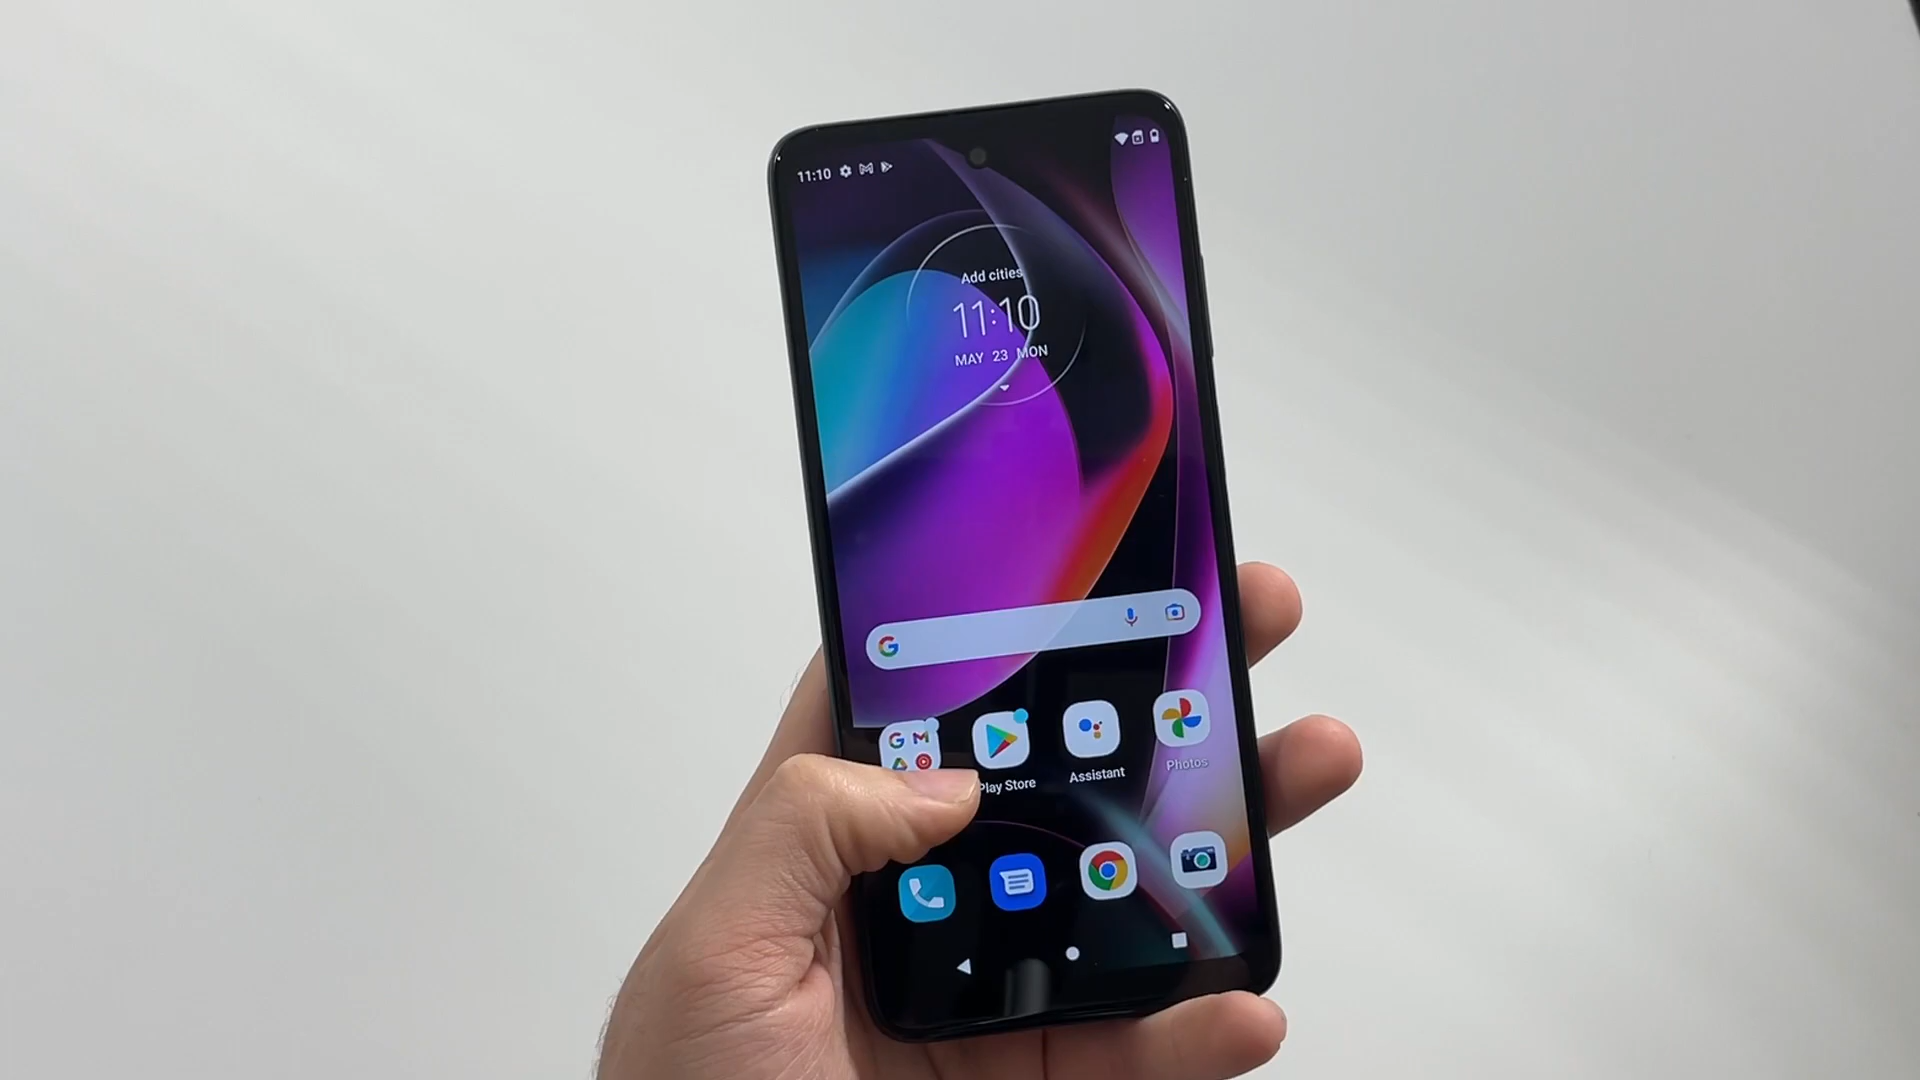 11:10
Add cities
11:10
MAY 23 MON
Play Store
Assistant
Photos